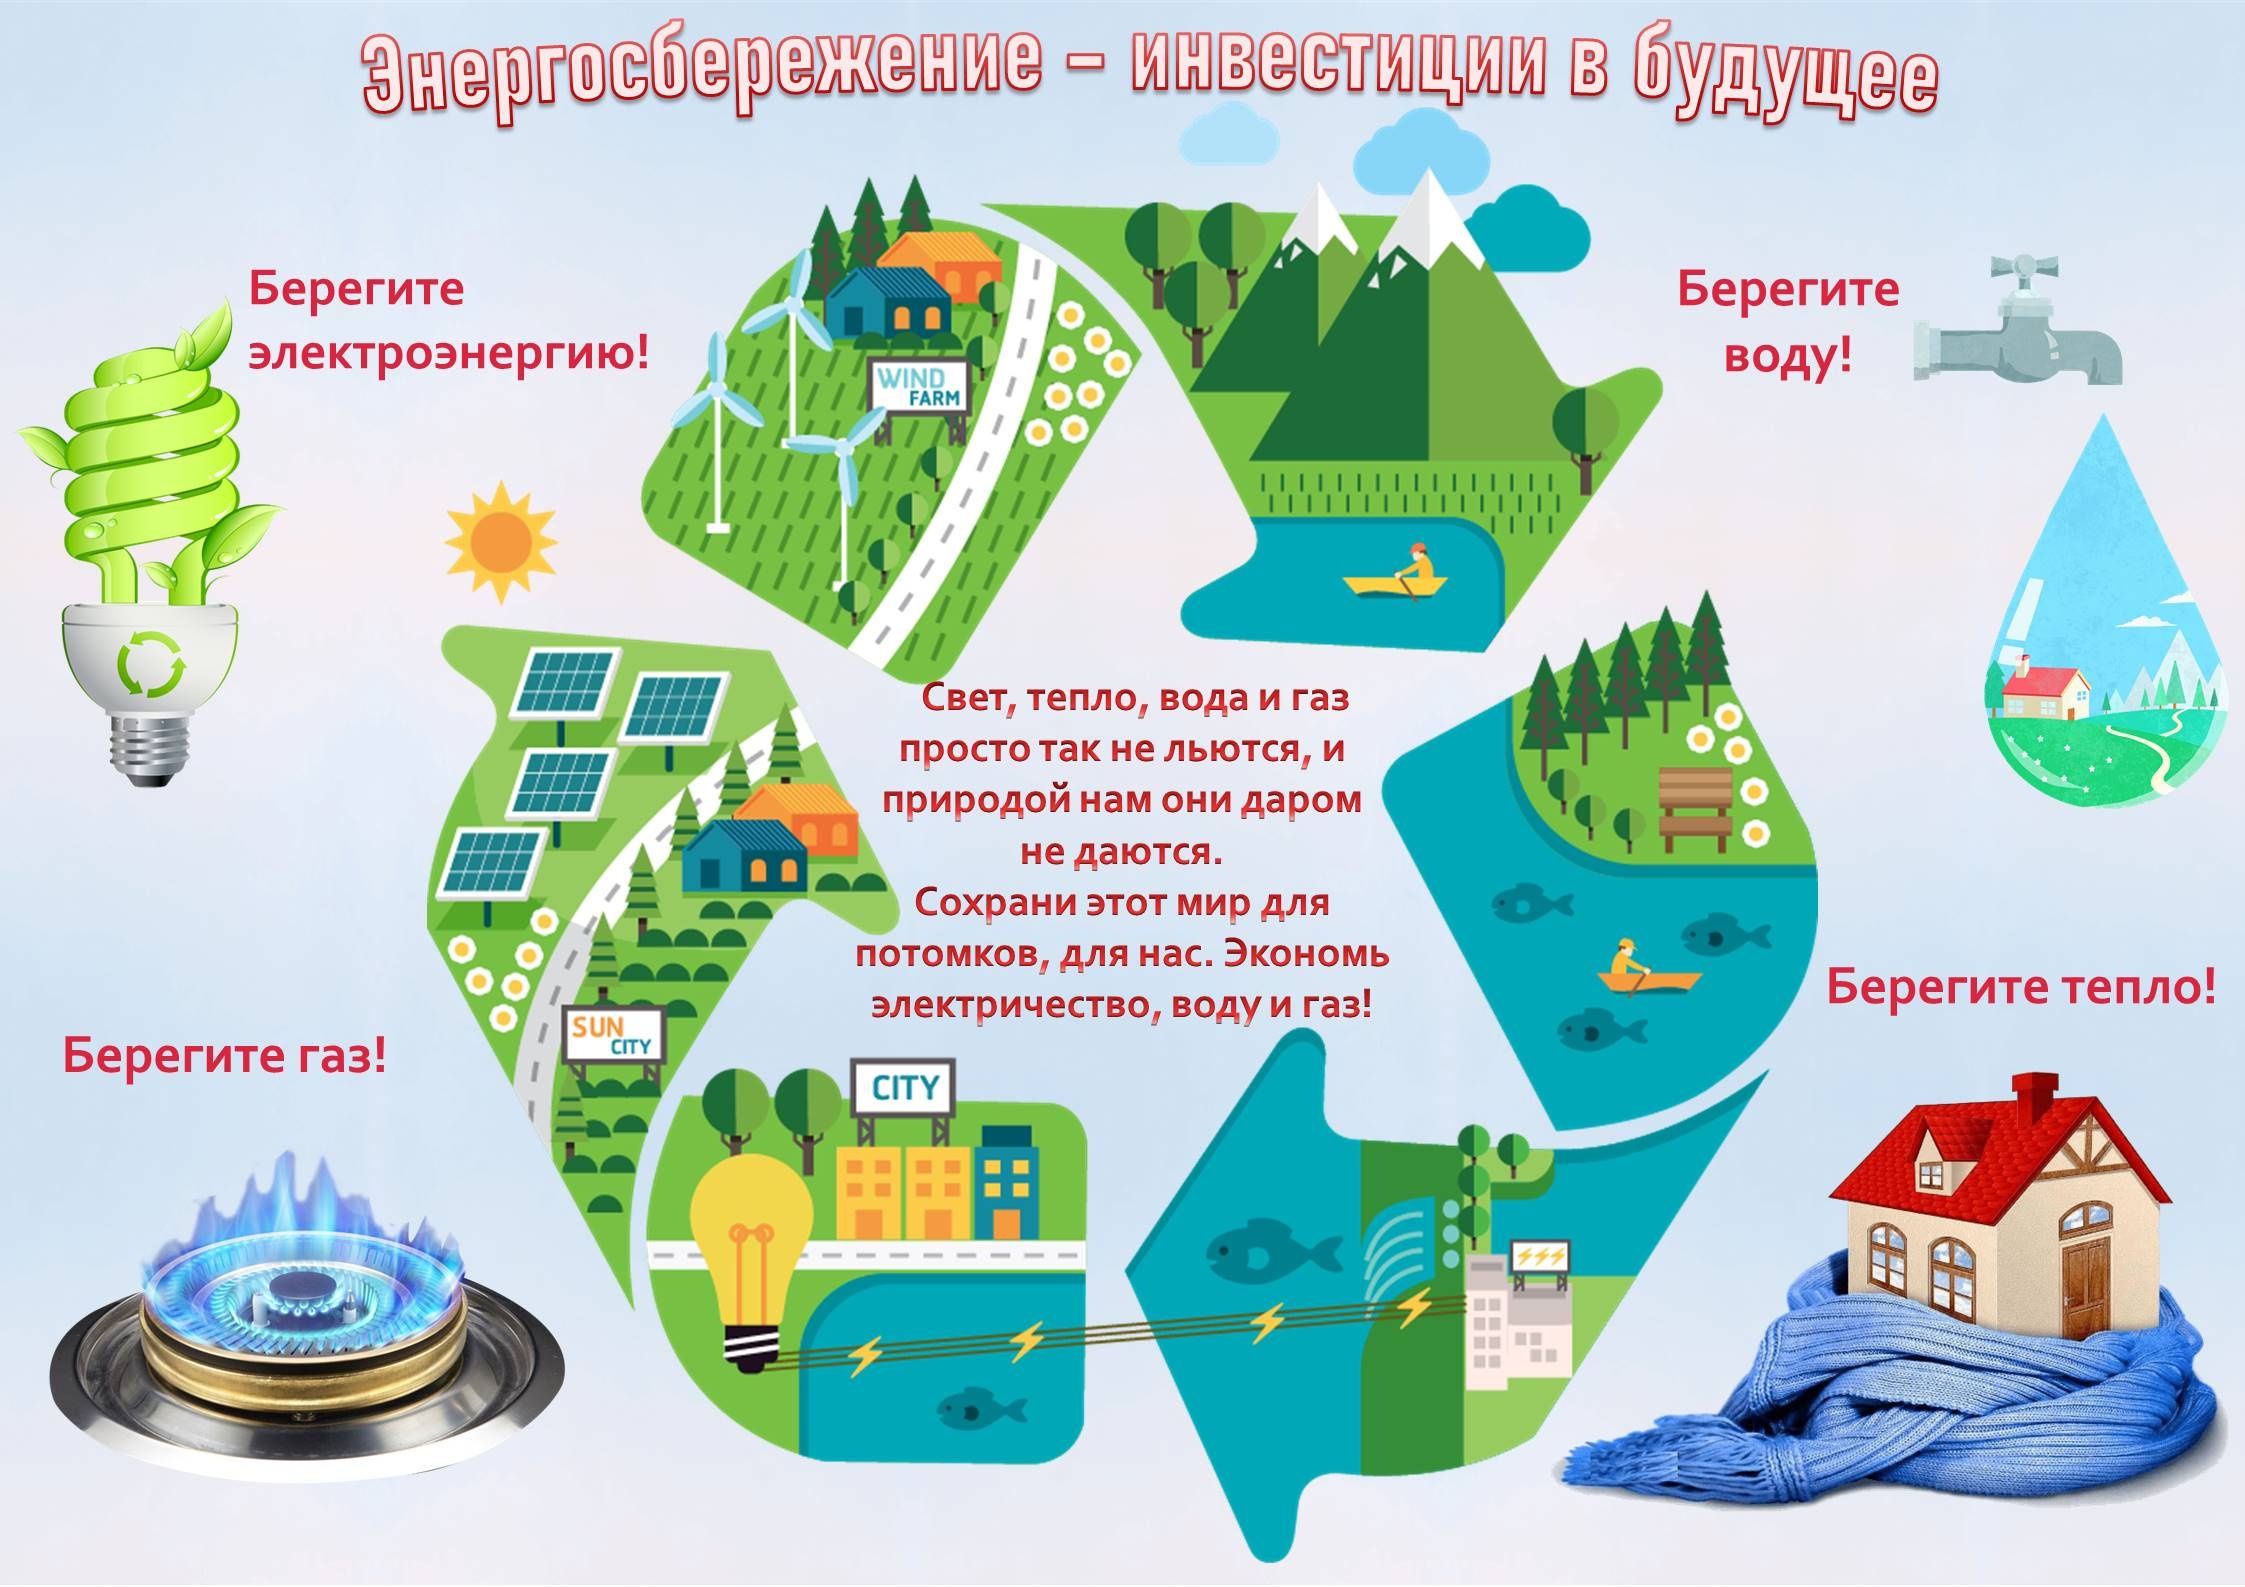 Энергосбережение – инвестиции в будущее
Берегите
электроэнергию!
Берегите
воду!
WIND
FARM
Свет, тепло, вода и газ
просто так не льются, и
природой нам они даром
не даются.
Сохрани этот мир для
потомков, для нас. Экономь
электричество, воду и газ!
Берегите тепло!
SUN
CITY
Берегите газ!
CITY